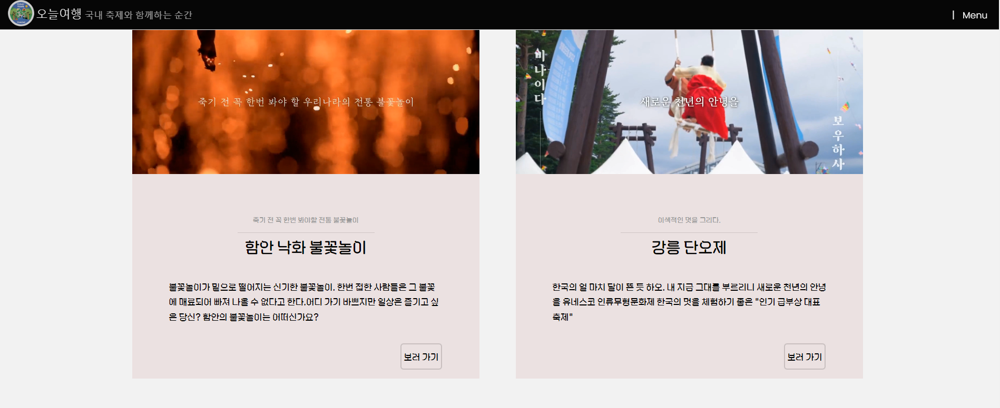 오늘여행 국내 축제와 함께하는 순간
| Menu
죽기 전 꼭 한번 봐야 할 우리나라의 전통 불꽃놀이
죽기 전 꼭 한번 봐야할 전통 불꽃놀이
함안 낙화 불꽃놀이
불꽃놀이가 밑으로 떨어지는 신기한 불꽃놀이. 한번 접한 사람들은 그 불꽃
에 매료되어 빠져 나올 수 없다고 한다.어디 가기 바쁘지만 일상은 즐기고 싶
은 당신? 함안의 불꽃놀이는 어떠신가요?
보러 가기
비나이다
새로운 천년의 안녕을
보우하사
이색적인 멋을 그리다.
강릉 단오제
한국의 얼 마치 달이 뜬 듯 하오. 내 지금 그대를 부르리니 새로운 천년의 안녕
을 유네스코 인류무형문화제 한국의 멋을 체험하기 좋은 "인기 급부상 대표
축제"
보러 가기